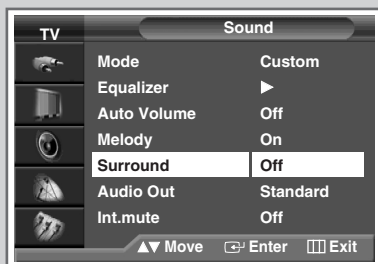 TV Sound
Mode Custom
Equalizer ▶
Auto Volume Off
Melody On
Surround Off
Audio Out Standard
Int.mute Off
▲▼ Move Enter Exit